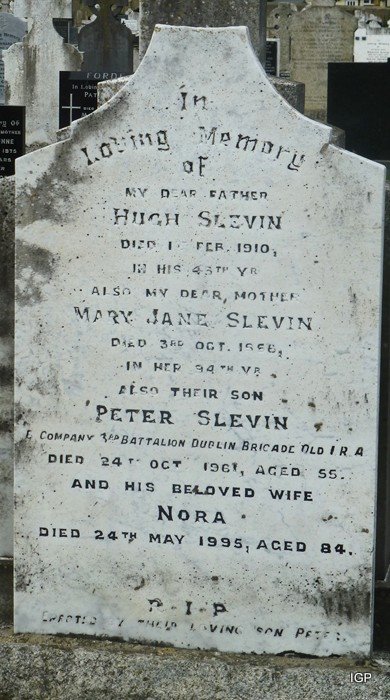 In
Loving Memory
of
MY DEAR FATHER
HUGH SLEVIN
DIED FEB. 1910,
IN HIS 45TH YR
ALSO MY DEAR, MOTHER
MARY JANE SLEVIN
DIED 3RD OCT.
IN HER 94TH YR
ALSO THEIR SON
PETER SLEVIN
COMPANY 3RD BATTALION DUBLIN BRIGADE OLD I R A
DIED 24TH OCT 1961, AGED 55.
AND HIS BELOVED WIFE
NORA
DIED 24TH MAY 1995, AGED 84.
R I P
ERECTED BY THEIR LOVING SON PETER
IGP